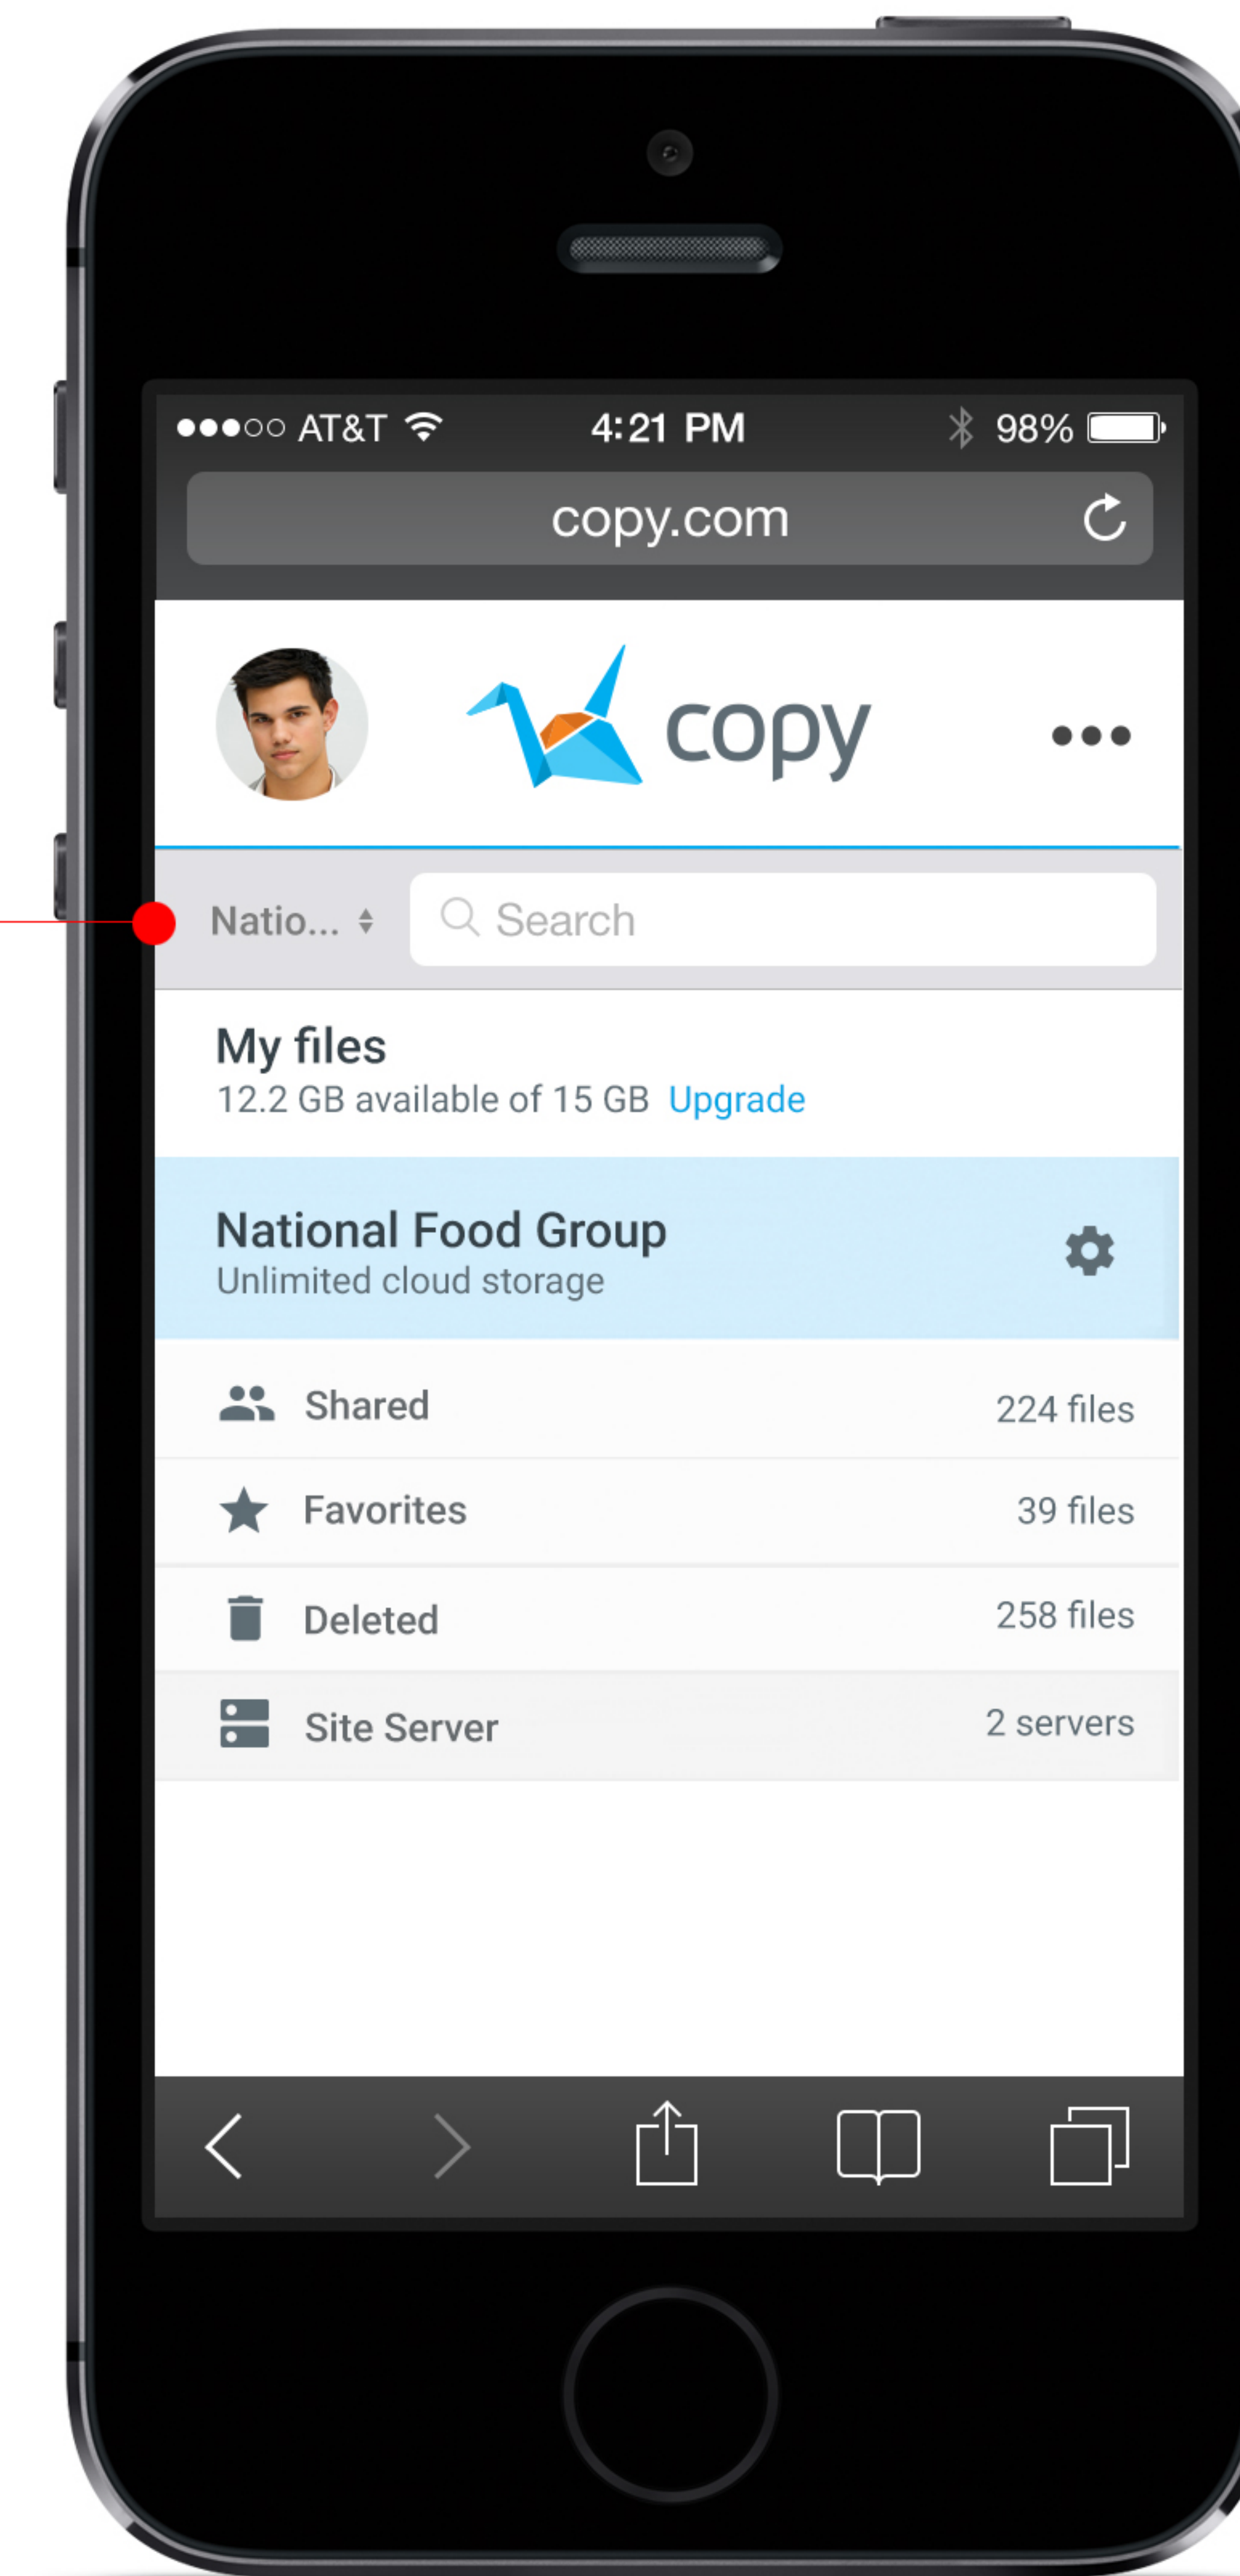 AT&T 4:21 PM 98%
copy.com
copy
Natio... Search
My files
12.2 GB available of 15 GB Upgrade
National Food Group
Unlimited cloud storage
Shared 224 files
Favorites 39 files
Deleted 258 files
Site Server 2 servers